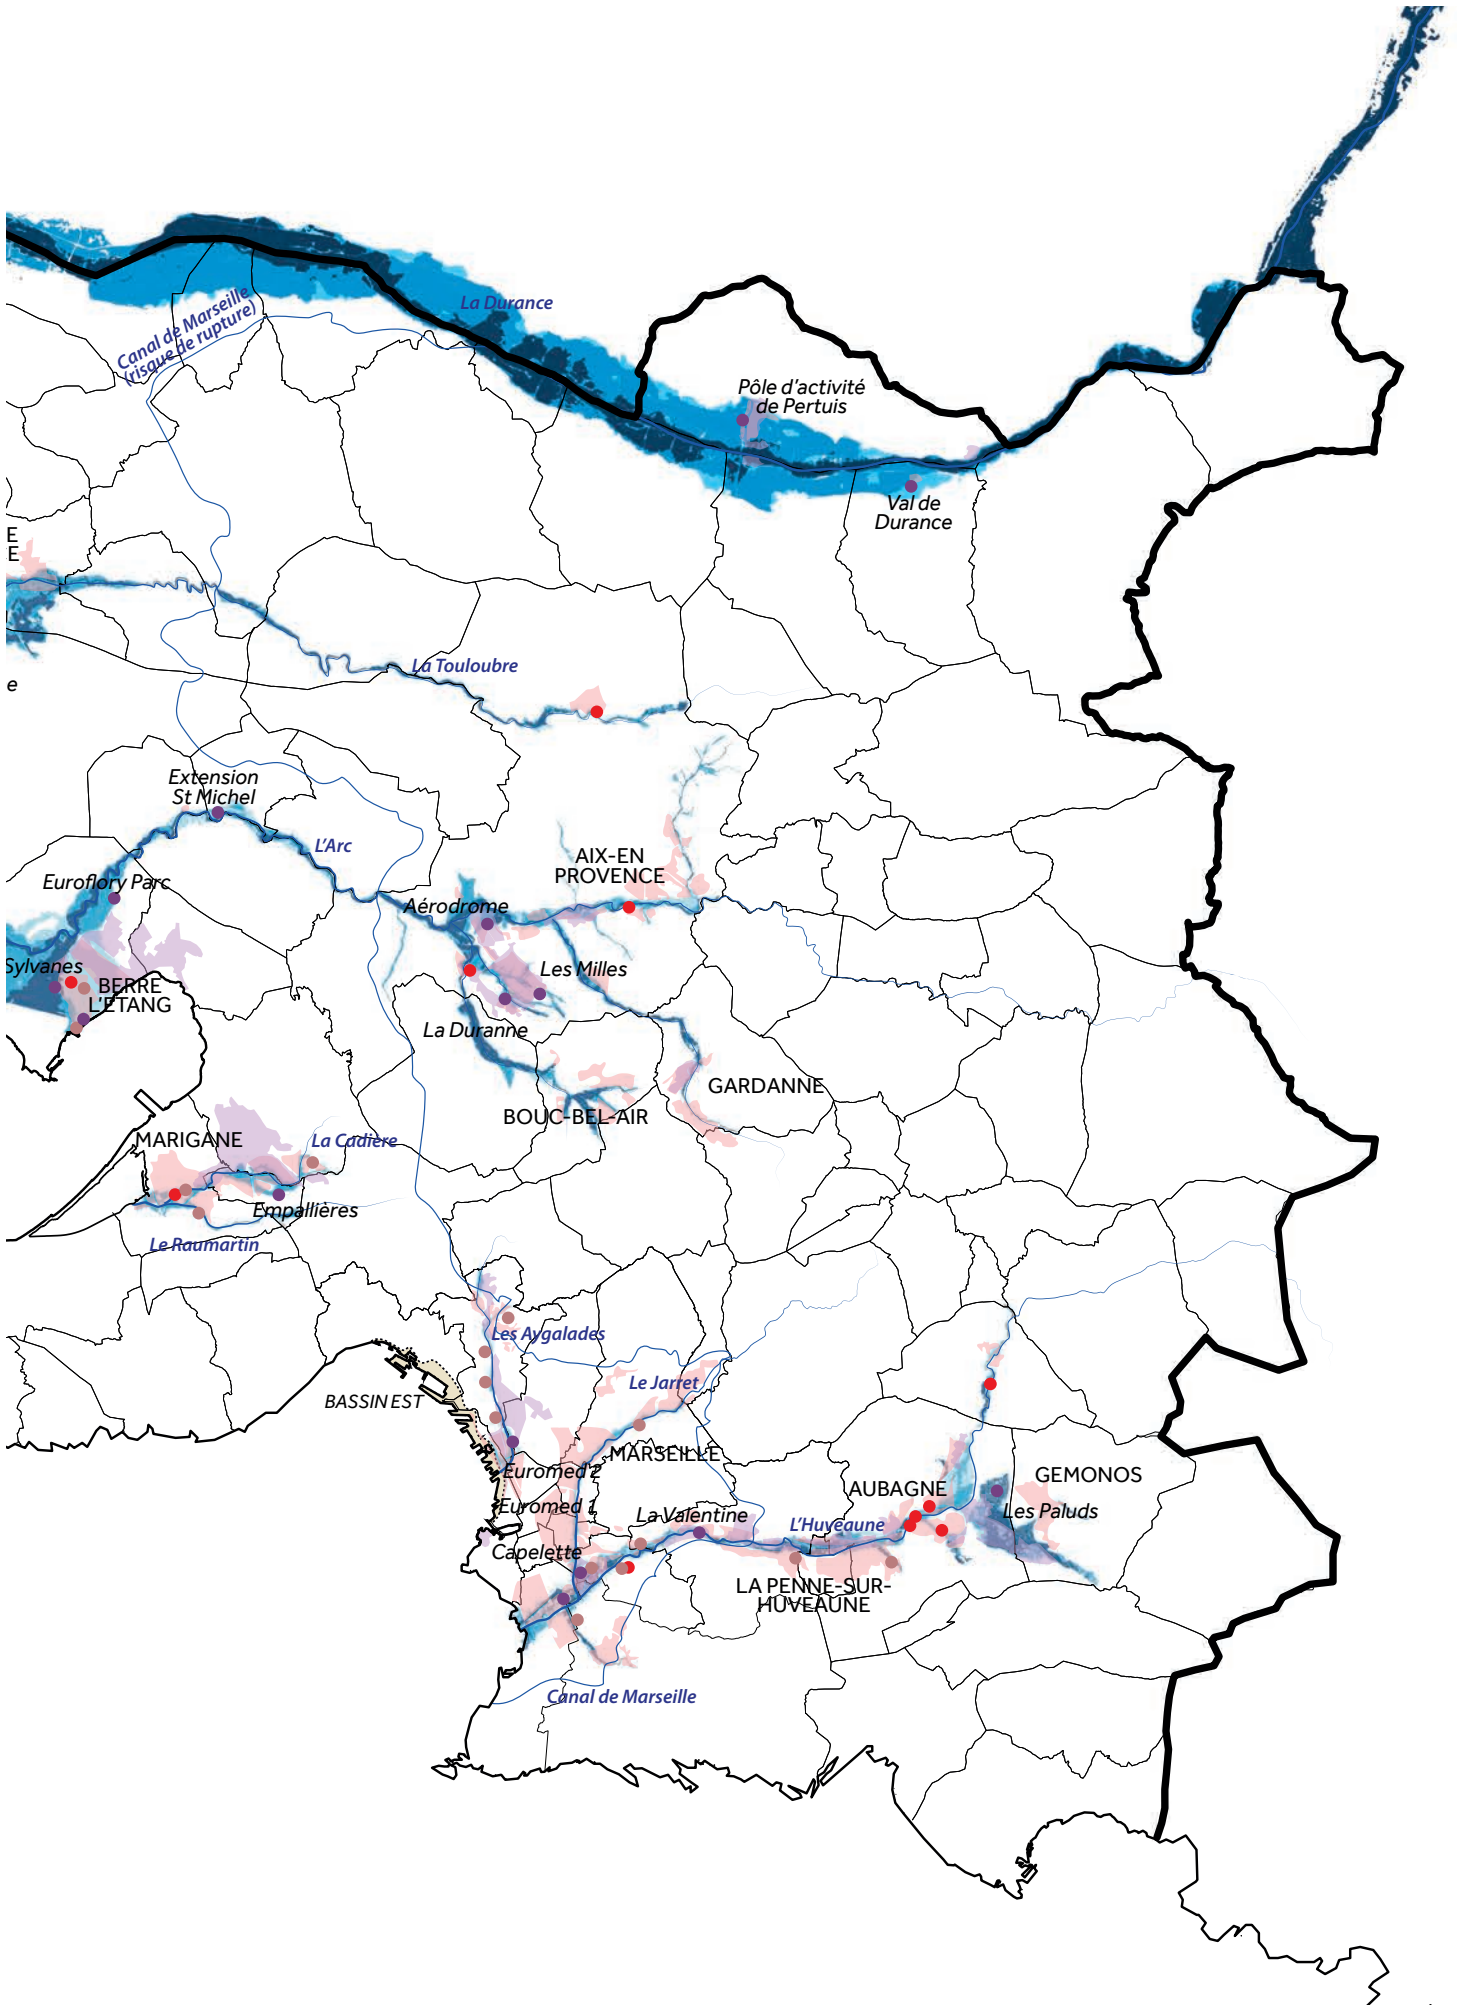 La Durance
Canal de Marseille
(risque de rupture)
Pôle d'activité
de Pertuis
Val de
Durance
E
E
La Touloubre
e
Extension
St Michel
L'Arc
AIX-EN
PROVENCE
Euroflory Parc
Aérodrome
Sylvanes
Les Milles
BERRE
L'ETANG
La Duranne
GARDANNE
BOUC-BEL-AIR
MARIGANE
La Cadière
Empallières
Le Raumartin
Les Aygalades
Le Jarret
BASSIN EST
MARSEILLE
Euromed 2
GEMONOS
AUBAGNE
Euromed 1
La Valentine
Les Paluds
L'Huveaune
Capelette
LA PENNE-SUR-
HUVEAUNE
Canal de Marseille